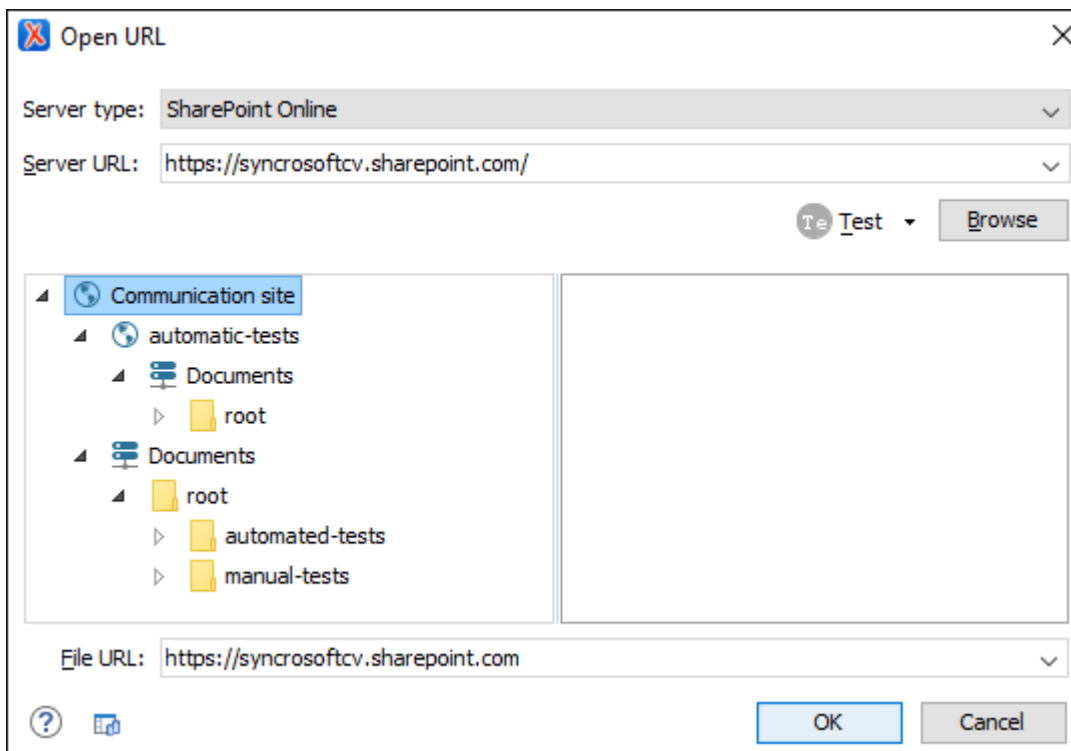 Open URL
Server type: SharePoint Online
Server URL: https://syncrosoftcv.sharepoint.com/
Te Test Browse
Communication site
automatic-tests
Documents
root
Documents
root
automated-tests
manual-tests
File URL: https://syncrosoftcv.sharepoint.com
? OK Cancel